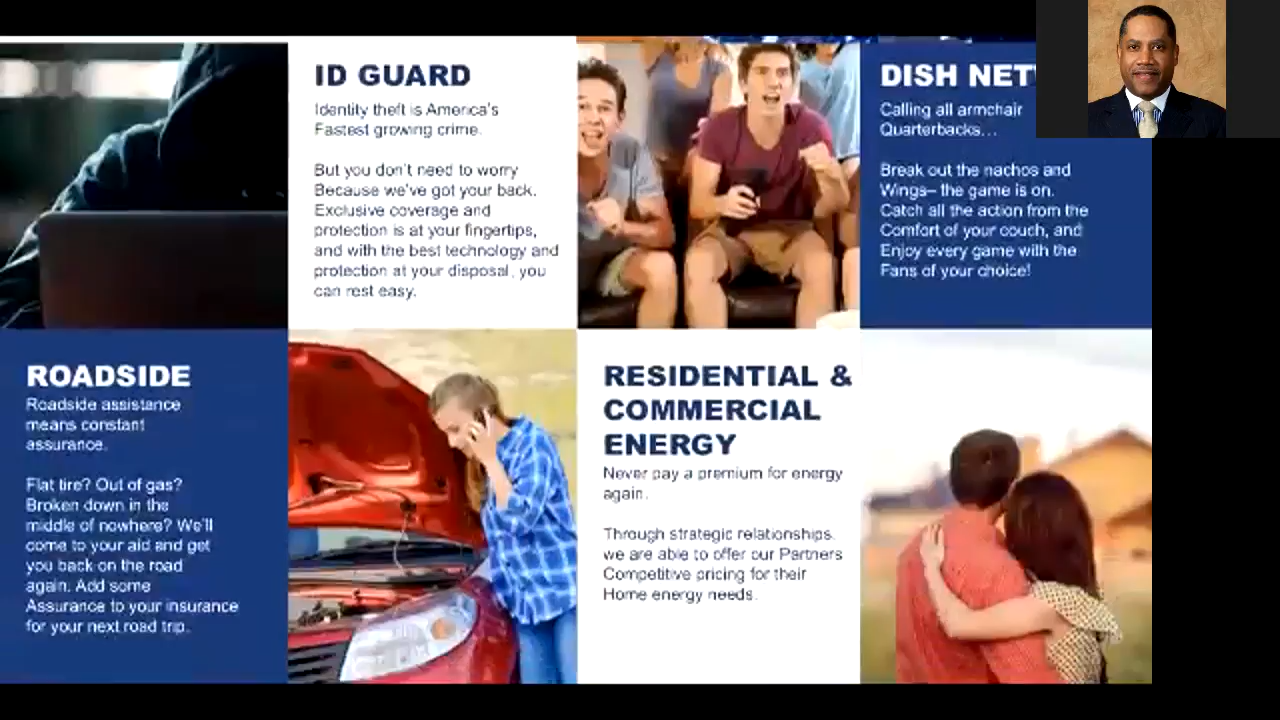 ID GUARD
Identity theft is America's
Fastest growing crime.
But you don't need to worry
Because we've got your back.
Exclusive coverage and
protection is at your fingertips,
and with the best technology and
protection at your disposal, you
can rest easy.
DISH
Calling all armchair
Quarterbacks...
Break out the nachos and
Wings– the game is on.
Catch all the action from the
Comfort of your couch, and
Enjoy every game with the
Fans of your choice!
ROADSIDE
Roadside assistance
means constant
assurance.
Flat tire? Out of gas?
Broken down in the
middle of nowhere? We'll
come to your aid and get
you back on the road
again. Add some
Assurance to your insurance
for your next road trip.
RESIDENTIAL &
COMMERCIAL
ENERGY
Never pay a premium for energy
again.
Through strategic relationships,
we are able to offer our Partners
Competitive pricing for their
Home energy needs.